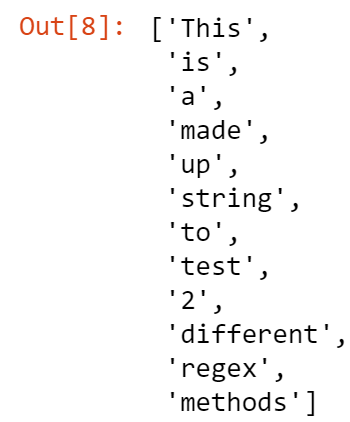 Out[8]: ['This',
'is',
'a',
'made',
'up',
'string',
'to',
'test',
'2',
'different',
'regex',
'methods']